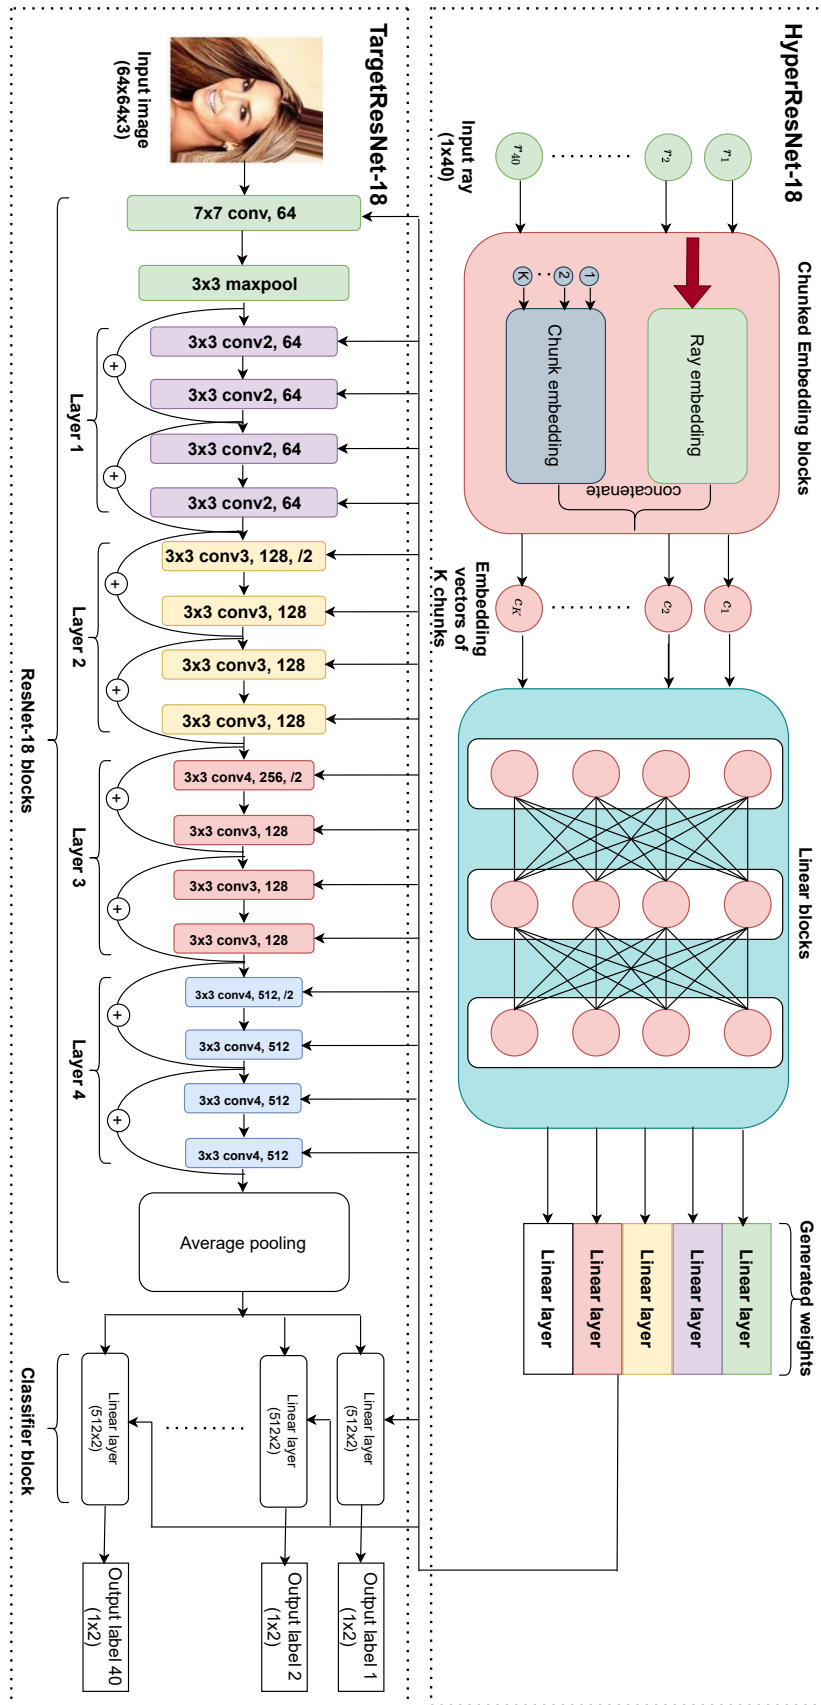 HyperResNet-18
Input ray
(1x40)
r1
r2
r40
Chunked Embedding blocks
Ray embedding
1
2
K
Chunk embedding
concatenate
c1
c2
cK
Embedding
vectors of
K chunks
Linear blocks
Generated weights
Linear layer
Linear layer
Linear layer
Linear layer
Linear layer
TargetResNet-18
Input image
(64x64x3)
7x7 conv, 64
3x3 maxpool
3x3 conv2, 64
3x3 conv2, 64
3x3 conv2, 64
3x3 conv2, 64
+
+
Layer 1
3x3 conv3, 128, /2
3x3 conv3, 128
3x3 conv3, 128
3x3 conv3, 128
+
+
Layer 2
3x3 conv4, 256, /2
3x3 conv3, 128
3x3 conv3, 128
3x3 conv3, 128
+
+
Layer 3
3x3 conv4, 512, /2
3x3 conv4, 512
3x3 conv4, 512
3x3 conv4, 512
+
+
Layer 4
ResNet-18 blocks
Average pooling
Linear layer
(512x2)
Linear layer
(512x2)
Linear layer
(512x2)
Classifier block
Output label 1
(1x2)
Output label 2
(1x2)
Output label 40
(1x2)